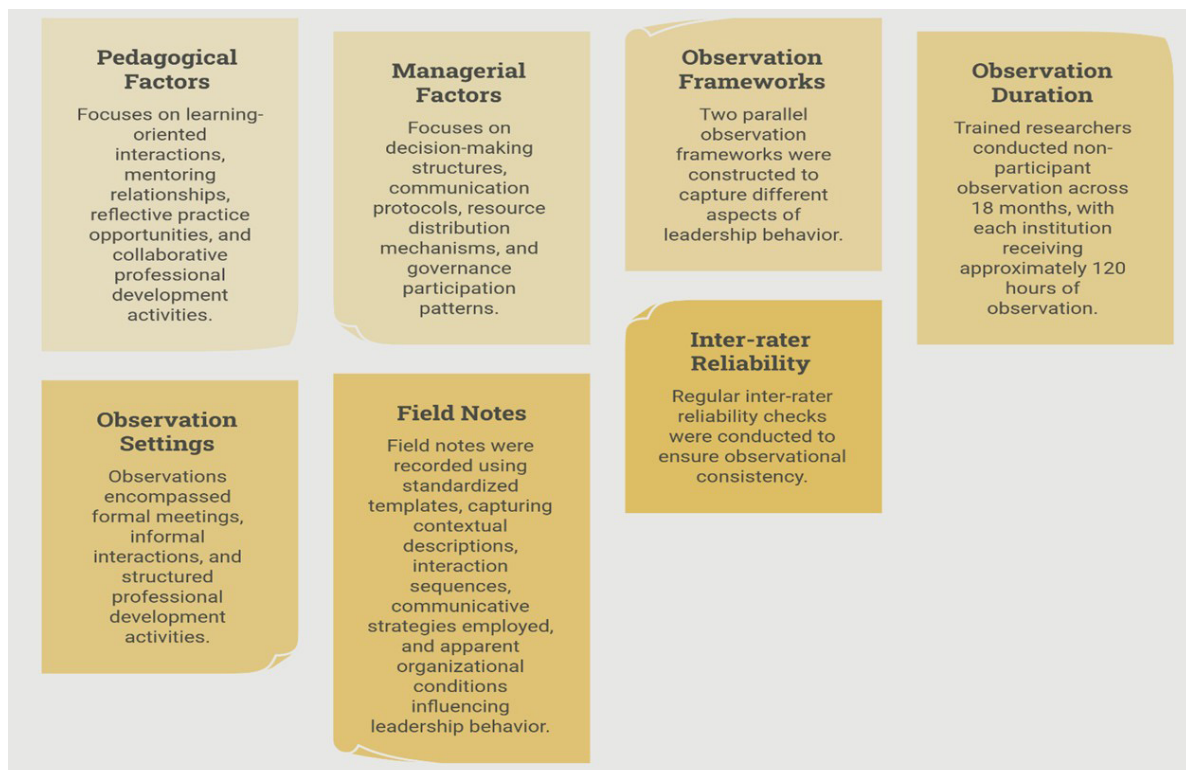 Pedagogical
Factors
Focuses on learning-
oriented
interactions,
mentoring
relationships,
reflective practice
opportunities, and
collaborative
professional
development
activities.
Managerial
Factors
Focuses on
decision-making
structures,
communication
protocols, resource
distribution
mechanisms, and
governance
participation
patterns.
Observation
Frameworks
Two parallel
observation
frameworks were
constructed to
capture different
aspects of
leadership behavior.
Observation
Duration
Trained researchers
conducted non-
participant
observation across
18 months, with
each institution
receiving
approximately 120
hours of
observation.
Observation
Settings
Observations
encompassed
formal meetings,
informal
interactions, and
structured
professional
development
activities.
Field Notes
Field notes were
recorded using
standardized
templates, capturing
contextual
descriptions,
interaction
sequences,
communicative
strategies employed,
and apparent
organizational
conditions
influencing
leadership behavior.
Inter-rater
Reliability
Regular inter-rater
reliability checks
were conducted to
ensure observational
consistency.